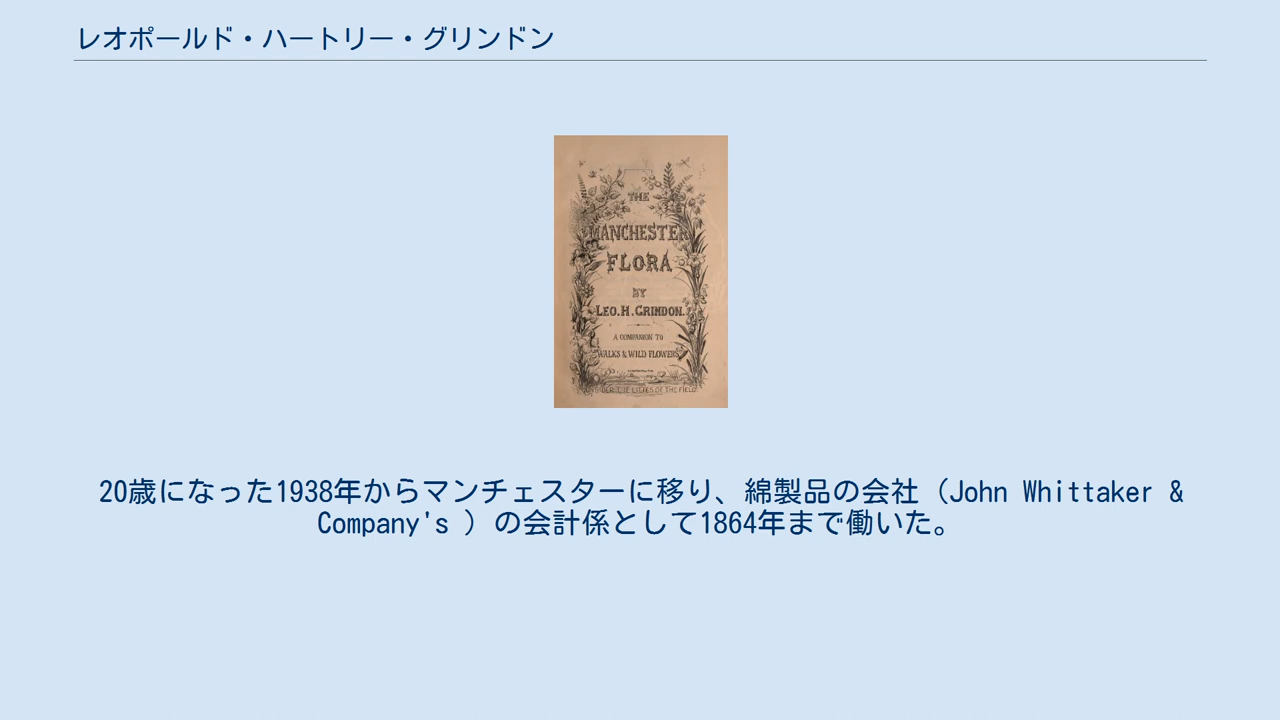 レオポールド・ハートリー・グリンドン
THE
MANCHESTER
FLORA
BY
LEO. H. GRINDON.
A COMPANION TO
WALKS & WILD FLOWERS
20歳になった1938年からマンチェスターに移り、綿製品の会社（John Whittaker &
Company's ）の会計係として1864年まで働いた。